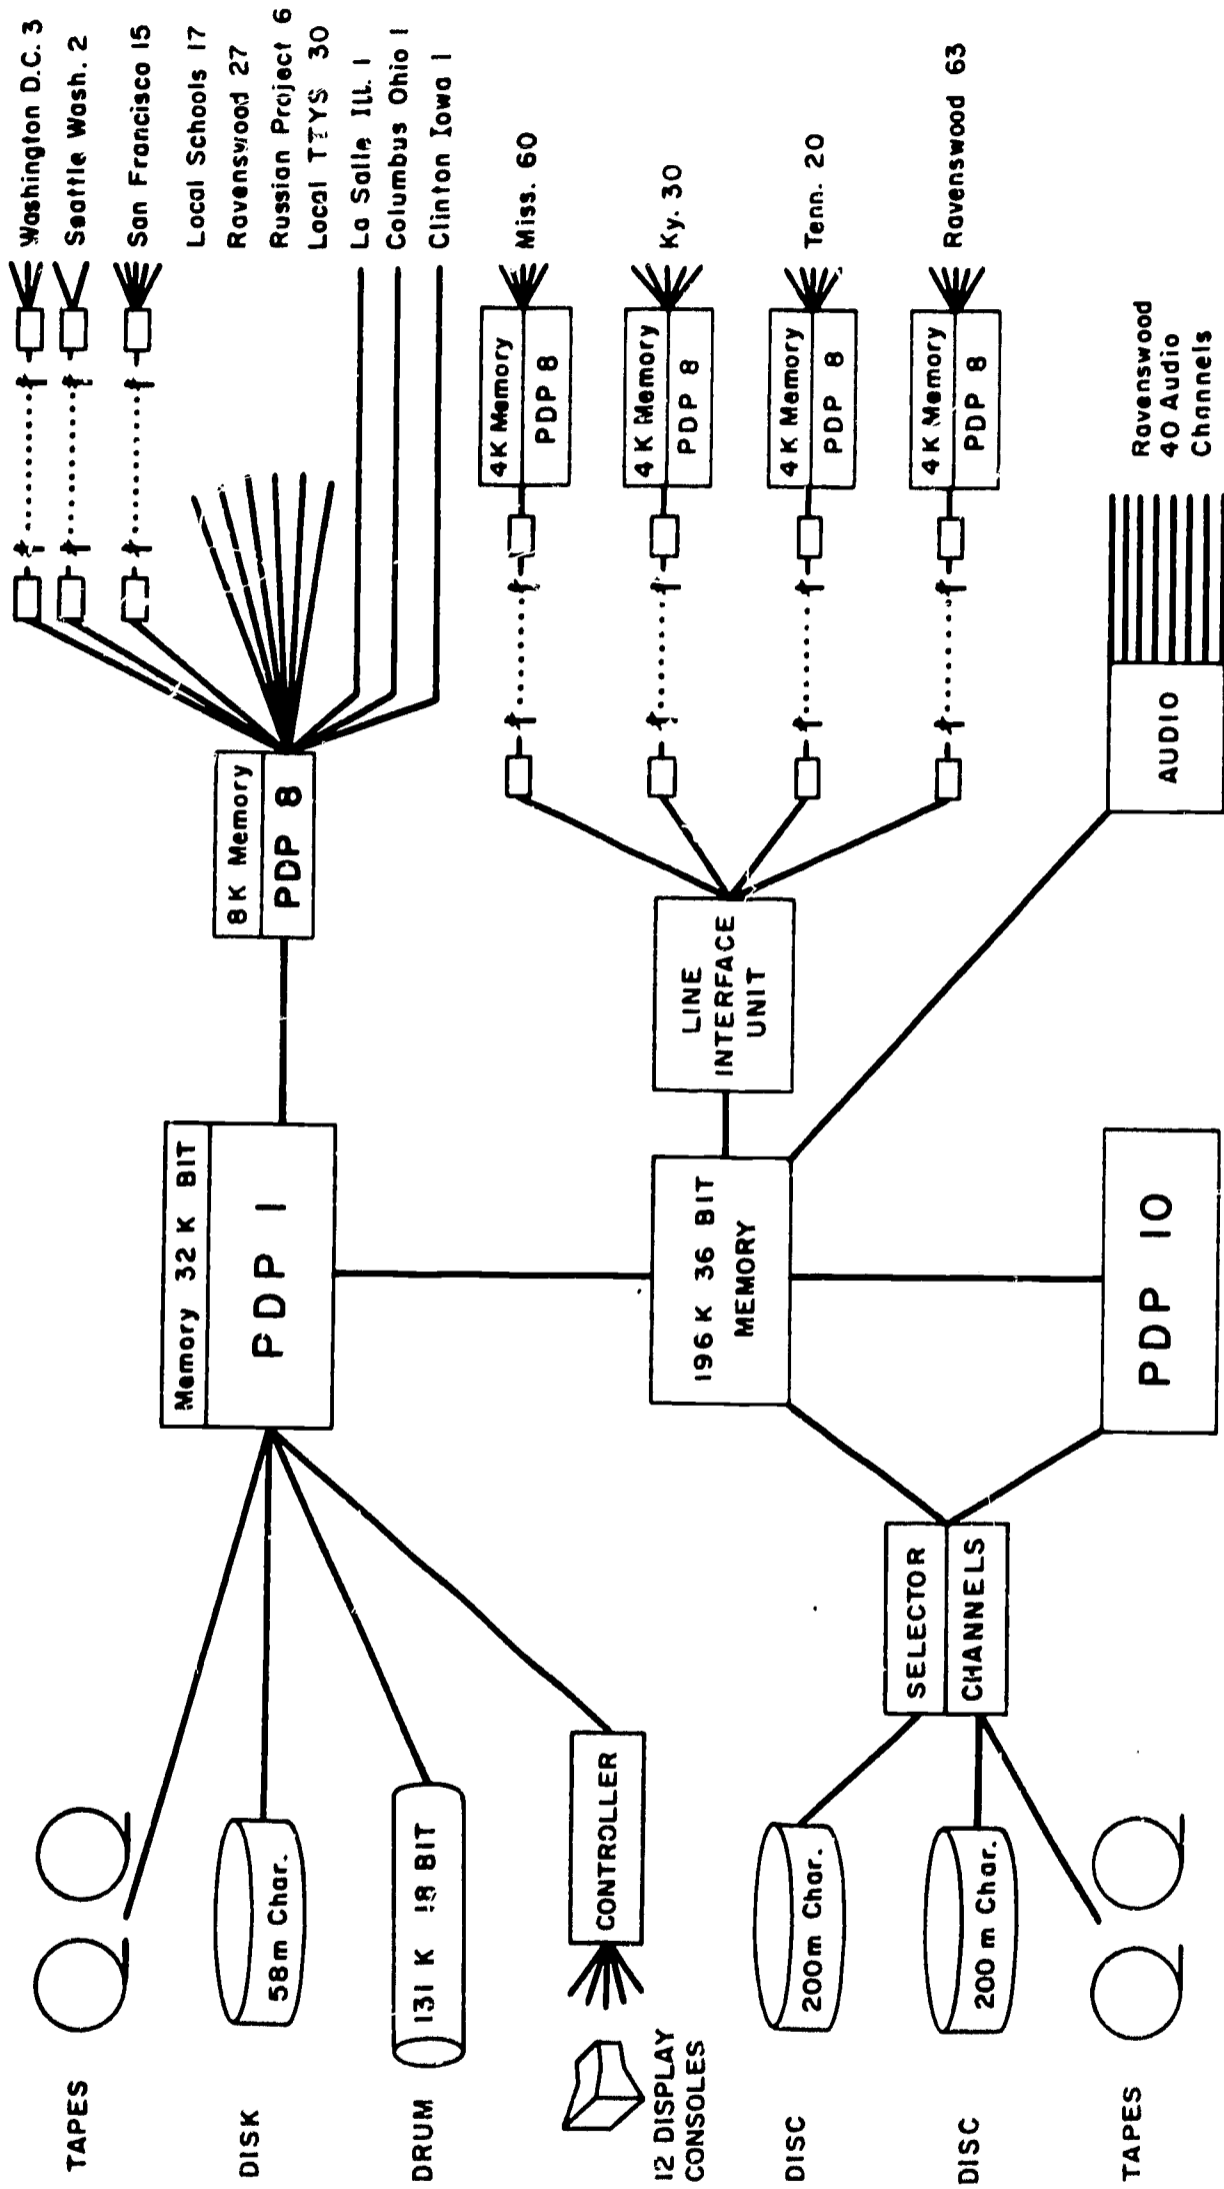 TAPES
DISK
58m Char.
DRUM
131 K 18 BIT
12 DISPLAY
CONSOLES
CONTROLLER
DISC
200m Char.
DISC
200 m Char.
TAPES
SELECTOR
CHANNELS
Memory 32 K BIT
PDP 1
196 K 36 BIT
MEMORY
PDP 10
8K Memory
PDP 8
LINE
INTERFACE
UNIT
AUDIO
Washington D.C. 3
Seattle Wash. 2
San Francisco 15
Local Schools 17
Ravenswood 27
Russian Project 6
Local TTYS 30
La Salle ILL. 1
Columbus Ohio 1
Clinton Iowa 1
4K Memory
PDP 8
Miss. 60
4 K Memory
PDP 8
Ky. 30
4 K Memory
PDP 8
Tenn. 20
4 K Memory
PDP 8
Ravenswood 63
Ravenswood
40 Audio
Channels